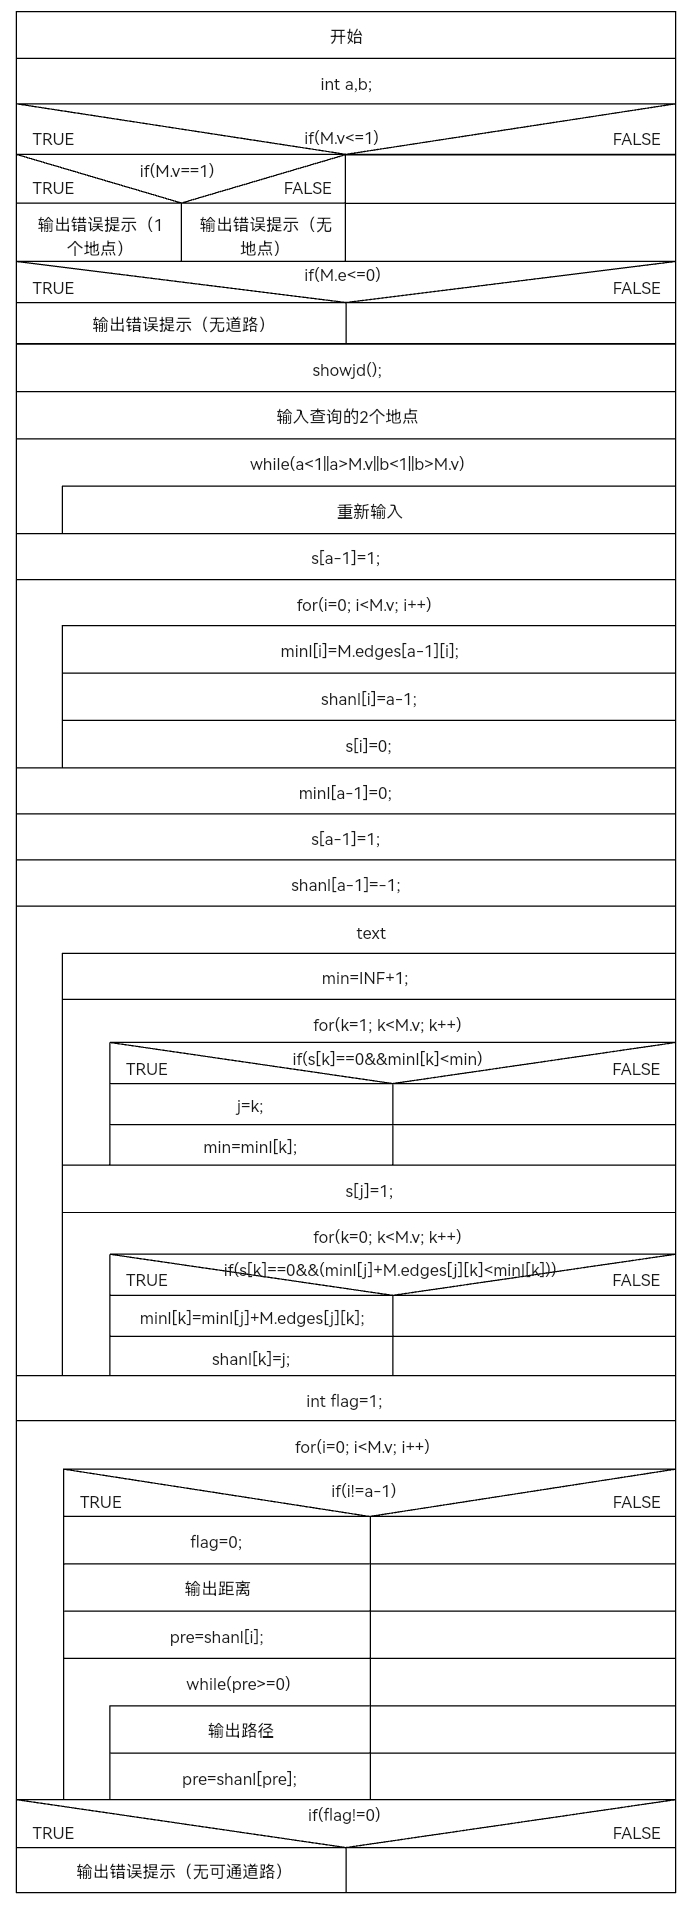 开始
int a,b;
if(M.v<=1)
TRUE
FALSE
if(M.v==1)
TRUE
FALSE
输出错误提示（1
个地点）
输出错误提示（无
地点）
if(M.e<=0)
TRUE
FALSE
输出错误提示（无道路）
showjd();
输入查询的2个地点
while(a<1||a>M.v||b<1||b>M.v)
重新输入
s[a-1]=1;
for(i=0; i<M.v; i++)
minl[i]=M.edges[a-1][i];
shanl[i]=a-1;
s[i]=0;
minl[a-1]=0;
s[a-1]=1;
shanl[a-1]=-1;
text
min=INF+1;
for(k=1; k<M.v; k++)
if(s[k]==0&&minl[k]<min)
TRUE
FALSE
j=k;
min=minl[k];
s[j]=1;
for(k=0; k<M.v; k++)
if(s[k]==0&&(minl[j]+M.edges[j][k]<minl[k]))
TRUE
FALSE
minl[k]=minl[j]+M.edges[j][k];
shanl[k]=j;
int flag=1;
for(i=0; i<M.v; i++)
if(i!=a-1)
TRUE
FALSE
flag=0;
输出距离
pre=shanl[i];
while(pre>=0)
输出路径
pre=shanl[pre];
if(flag!=0)
TRUE
FALSE
输出错误提示（无可通道路）